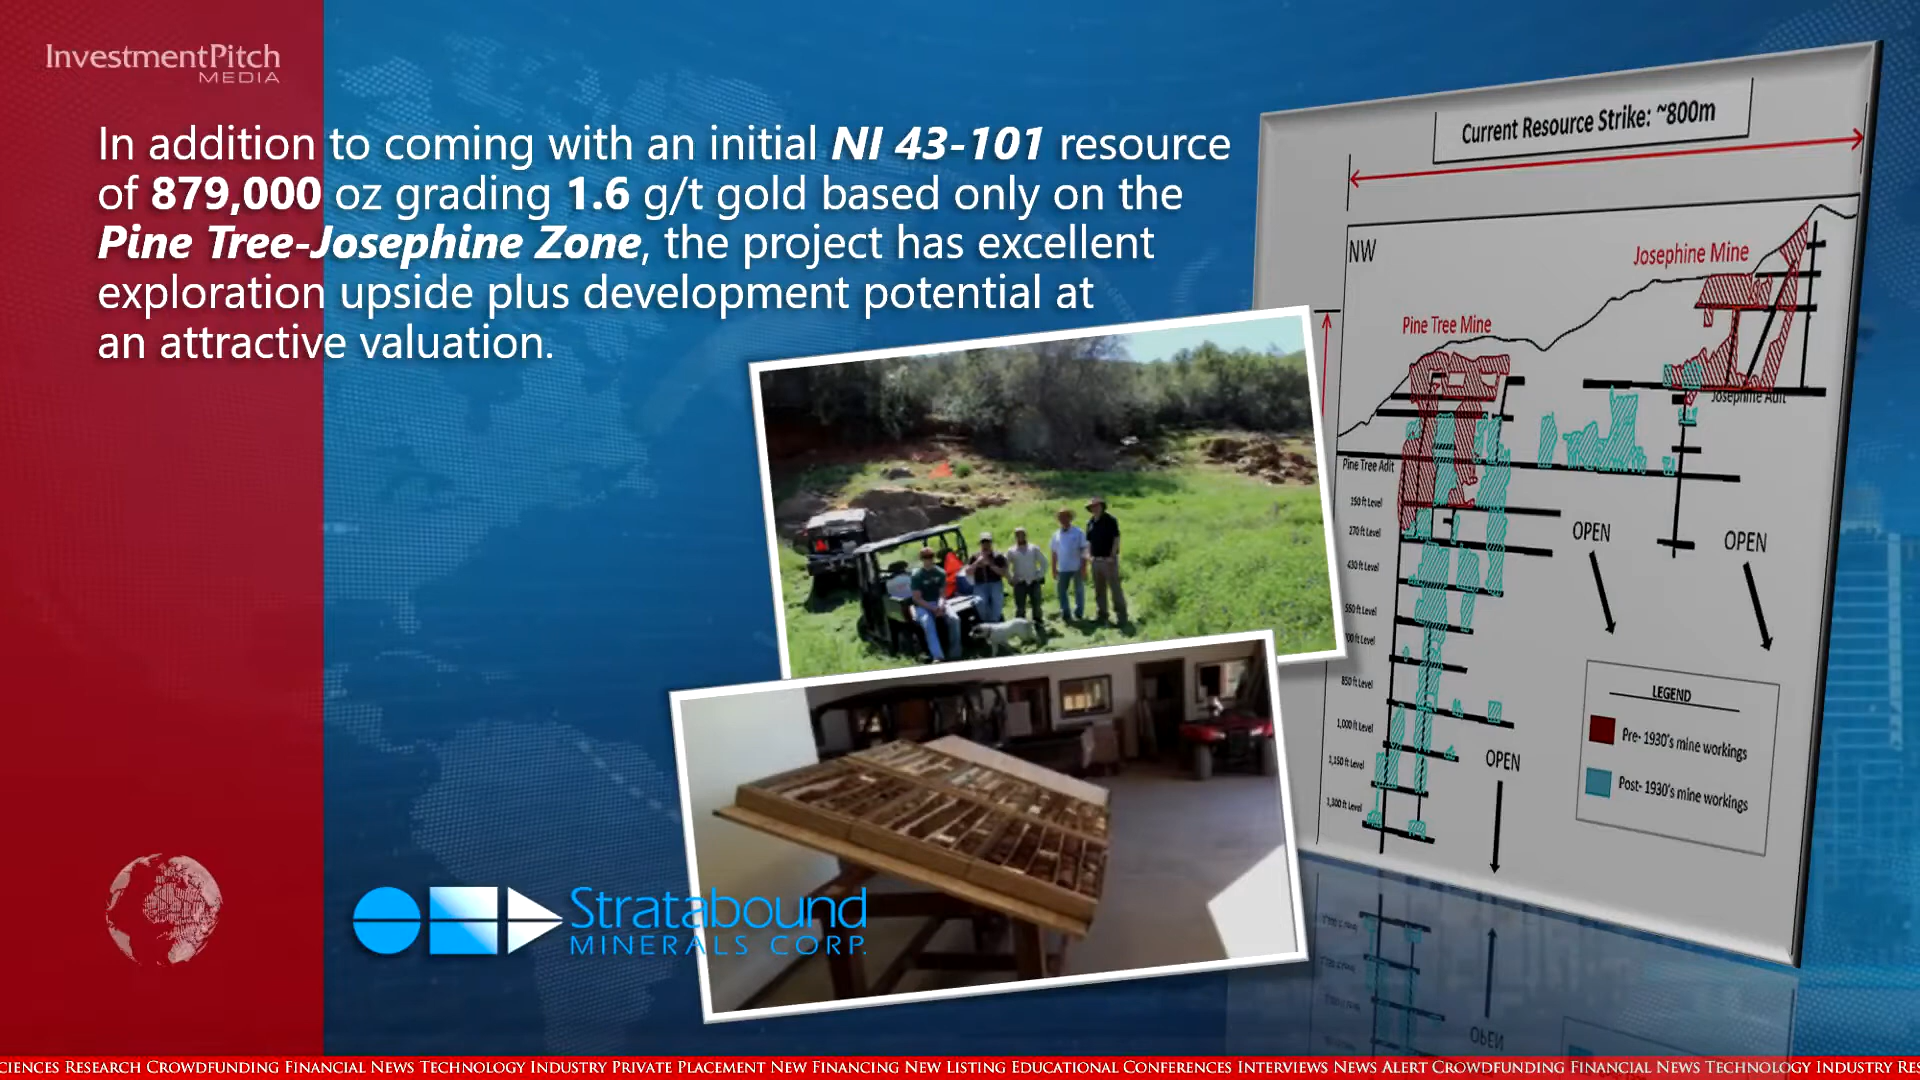 InvestmentPitch
MEDIA
In addition to coming with an initial NI 43-101 resource
of 879,000 oz grading 1.6 g/t gold based only on the
Pine Tree-Josephine Zone, the project has excellent
exploration upside plus development potential at
an attractive valuation.
Current Resource Strike: ~800m
NW
Josephine Mine
Pine Tree Mine
Josephine Adit
Pine Tree Adit
150 ft Level
270 ft Level
430 ft Level
550 ft Level
ft Level
850 ft Level
1,000 ft Level
1,150 ft Level
1,300 ft Level
OPEN
OPEN
OPEN
LEGEND
Pre- 1930's mine workings
Post- 1930's mine workings
Stratabound
MINERALS CORP.
OPEN
CIENCES RESEARCH CROWDFUNDING FINANCIAL NEWS TECHNOLOGY INDUSTRY PRIVATE PLACEMENT NEW FINANCING NEW LISTING EDUCATIONAL CONFERENCES INTERVIEWS NEWS ALERT CROWDFUNDING FINANCIAL NEWS TECHNOLOGY INDUSTRY RES